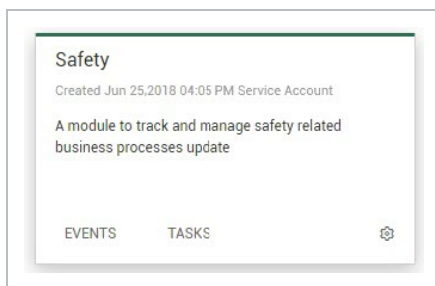 Safety
Created Jun 25,2018 04:05 PM Service Account
A module to track and manage safety related
business processes update
EVENTS TASKS